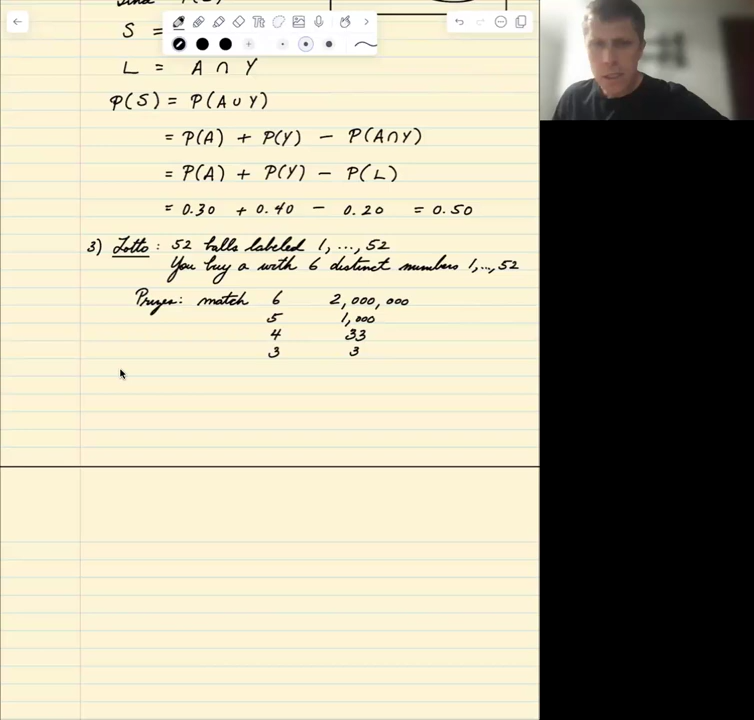 S =
L = A ∩ Y
P(S) = P(A ∪ Y)
= P(A) + P(Y) − P(A∩Y)
= P(A) + P(Y) − P(L)
= 0.30 + 0.40 − 0.20 = 0.50
3) Lotto : 52 balls labeled 1, ..., 52
You buy a with 6 distinct numbers 1,..,52
Prizes: match 6 2,000,000
5 1,000
4 33
3 3